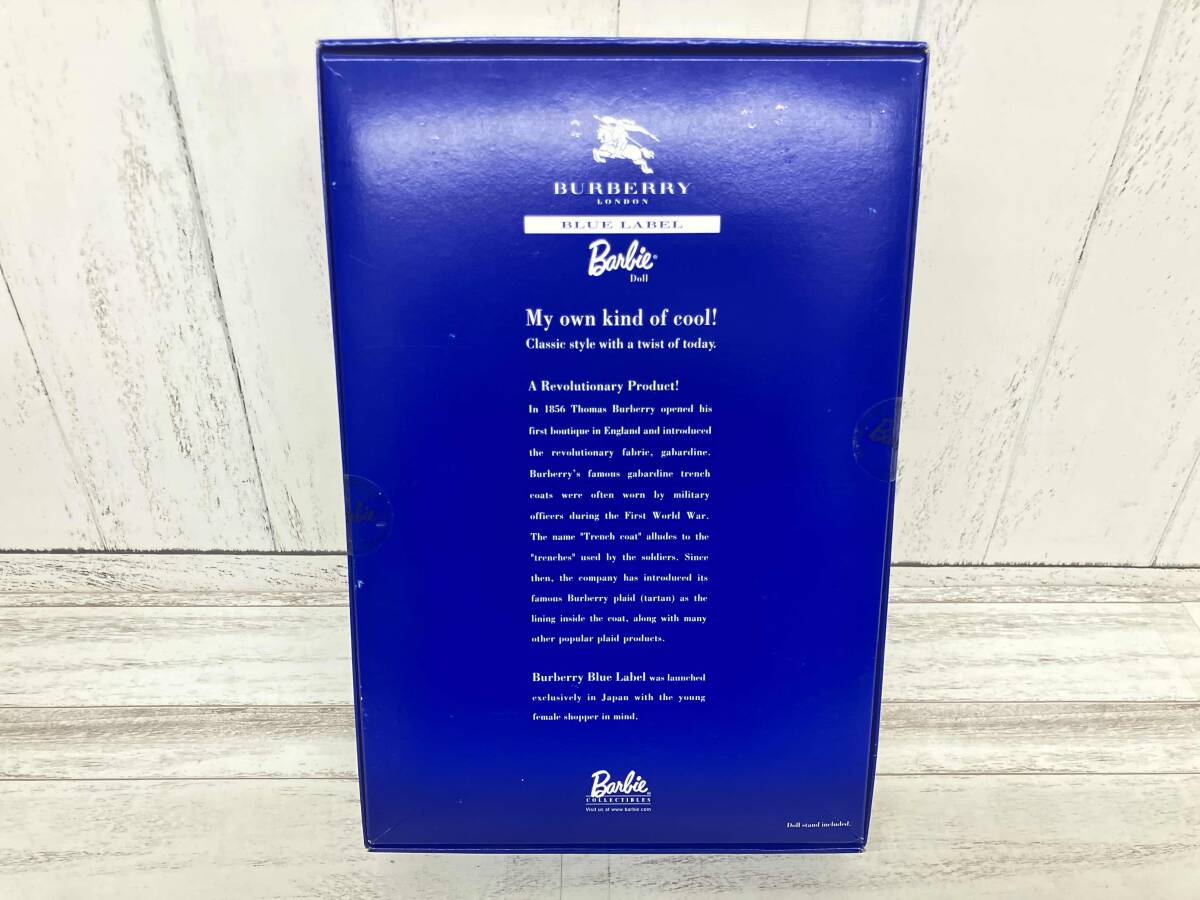 BURBERRY
LONDON
BLUE LABEL
Barbie®
Doll
My own kind of cool!
Classic style with a twist of today.
A Revolutionary Product!
In 1856 Thomas Burberry opened his
first boutique in England and introduced
the revolutionary fabric, gabardine.
Burberry's famous gabardine trench
coats were often worn by military
officers during the First World War.
The name "Trench coat" alludes to the
"trenches" used by the soldiers. Since
then, the company has introduced its
famous Burberry plaid (tartan) as the
lining inside the coat, along with many
other popular plaid products.
Burberry Blue Label was launched
exclusively in Japan with the young
female shopper in mind.
Barbie
COLLECTIBLES
Visit us at www.barbie.com
Doll stand included.